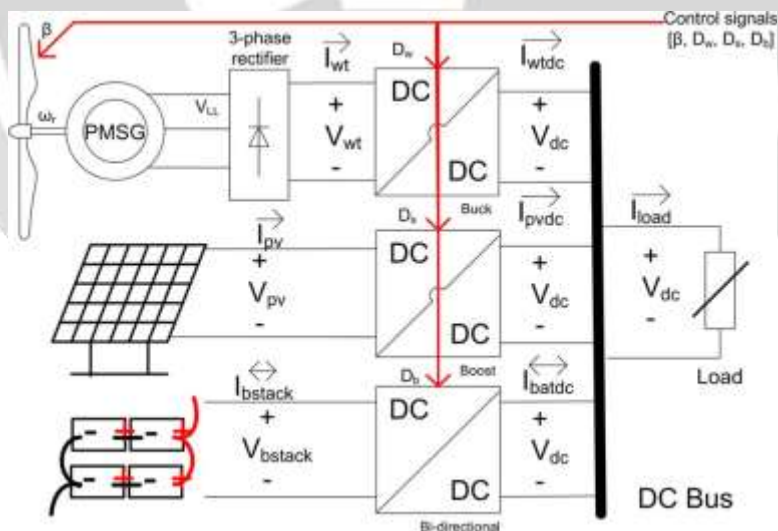 β
Control signals
[β, Dw, Ds, Db]
3-phase
rectifier
Iwt
Dw
Iwtdc
ωr
PMSG
VLL
+
Vwt
-
DC
DC
+
Vdc
-
Buck
Ipv
Ds
Ipvdc
Iload
+
Vpv
-
DC
DC
+
Vdc
-
+
Vdc
-
Boost
Load
Ibstack
Db
Ibatdc
- + - +
- + - +
+
Vbstack
-
DC
DC
+
Vdc
-
Bi-directional
DC Bus